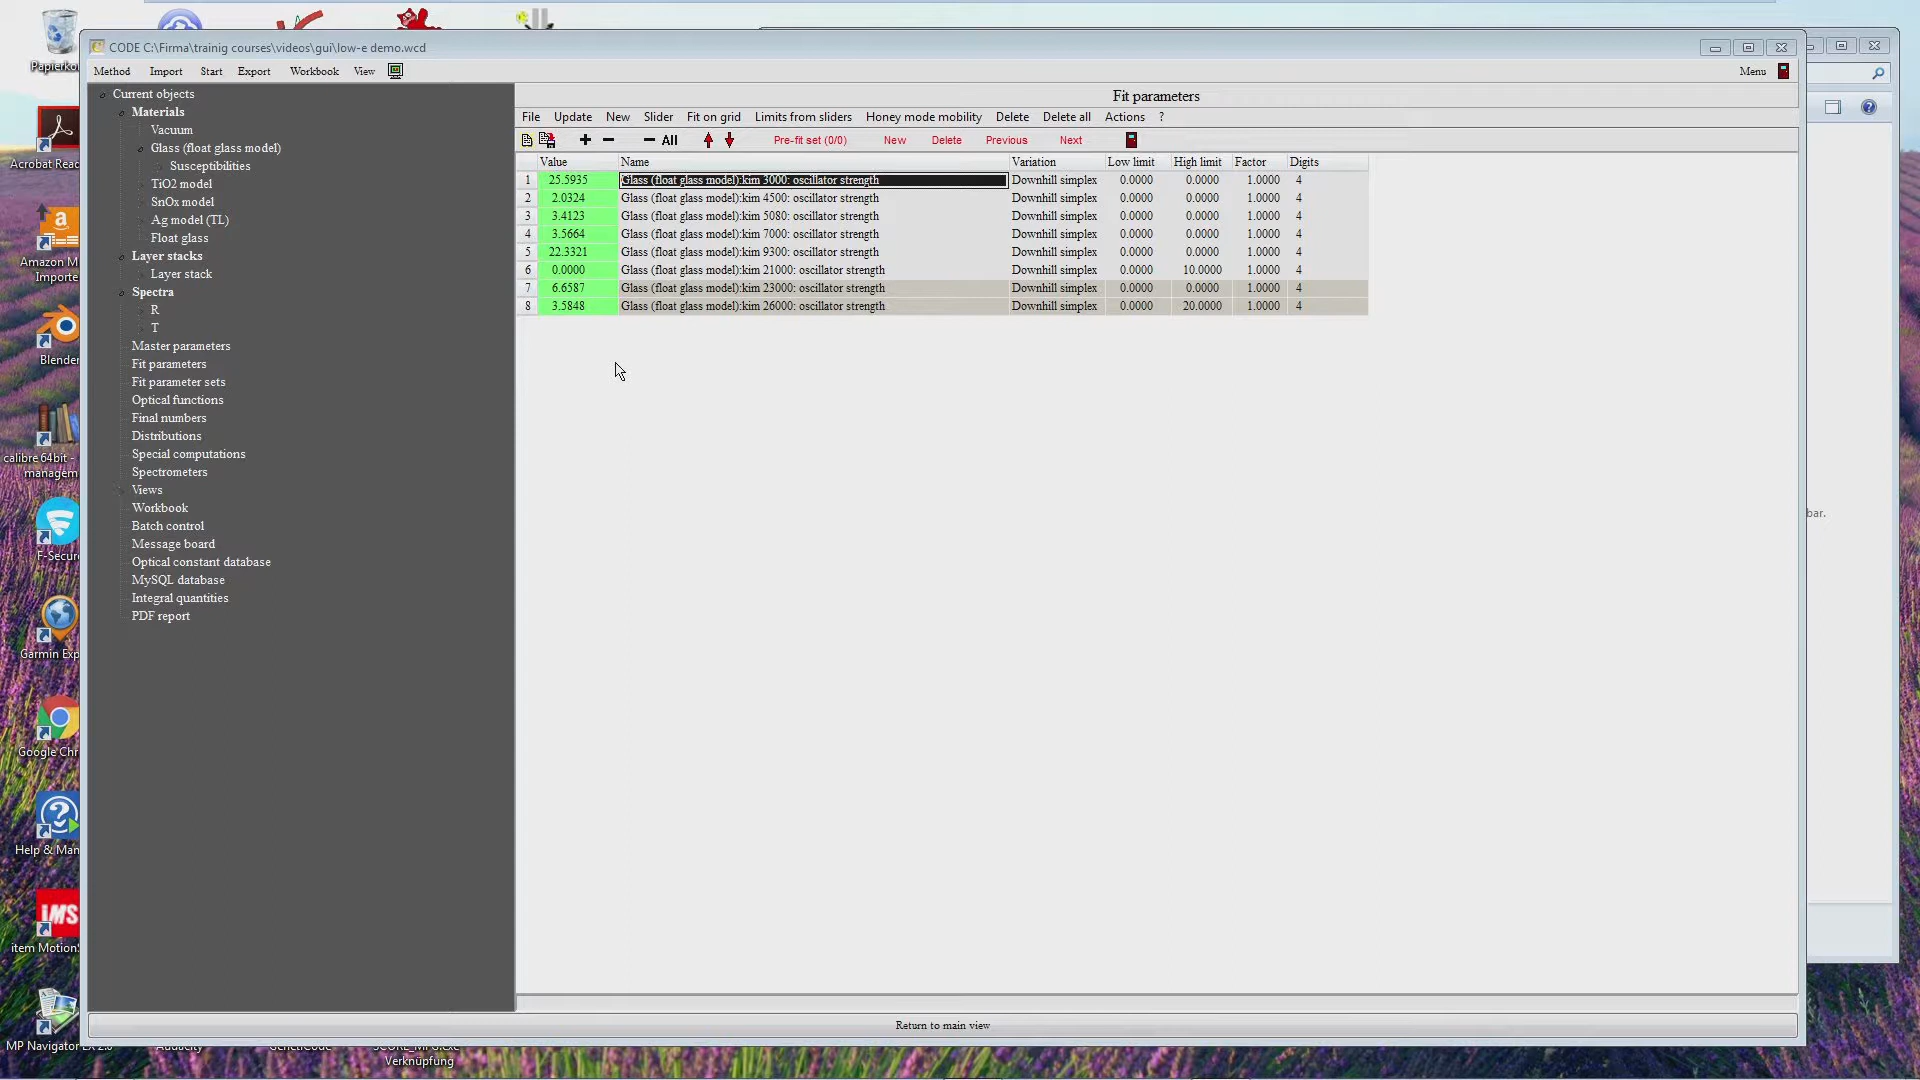 CODE C:\Firma\trainig courses\videos\gui\low-e demo.wcd
Method Import Start Export Workbook View Menu
Current objects
Materials
Vacuum
Glass (float glass model)
Susceptibilities
TiO2 model
SnOx model
Ag model (TL)
Float glass
Layer stacks
Layer stack
Spectra
R
T
Master parameters
Fit parameters
Fit parameter sets
Optical functions
Final numbers
Distributions
Special computations
Spectrometers
Views
Workbook
Batch control
Message board
Optical constant database
MySQL database
Integral quantities
PDF report
Fit parameters
File Update New Slider Fit on grid Limits from sliders Honey mode mobility Delete Delete all Actions ?
All Pre-fit set (0/0) New Delete Previous Next
Value Name Variation Low limit High limit Factor Digits
1 25.5935 Glass (float glass model):kim 3000: oscillator strength Downhill simplex 0.0000 0.0000 1.0000 4
2 2.0324 Glass (float glass model):kim 4500: oscillator strength Downhill simplex 0.0000 0.0000 1.0000 4
3 3.4123 Glass (float glass model):kim 5080: oscillator strength Downhill simplex 0.0000 0.0000 1.0000 4
4 3.5664 Glass (float glass model):kim 7000: oscillator strength Downhill simplex 0.0000 0.0000 1.0000 4
5 22.3321 Glass (float glass model):kim 9300: oscillator strength Downhill simplex 0.0000 0.0000 1.0000 4
6 0.0000 Glass (float glass model):kim 21000: oscillator strength Downhill simplex 0.0000 10.0000 1.0000 4
7 6.6587 Glass (float glass model):kim 23000: oscillator strength Downhill simplex 0.0000 0.0000 1.0000 4
8 3.5848 Glass (float glass model):kim 26000: oscillator strength Downhill simplex 0.0000 20.0000 1.0000 4
Return to main view
Papierko
Acrobat Reac
Amazon M
Importe
Blender
calibre 64bit -
managem
F-Secur
Garmin Exp
Google Chr
Help & Man
item Motion
MP Navigator EX 2.0
Audacity
GeneticCode
Verknüpfung
bar.